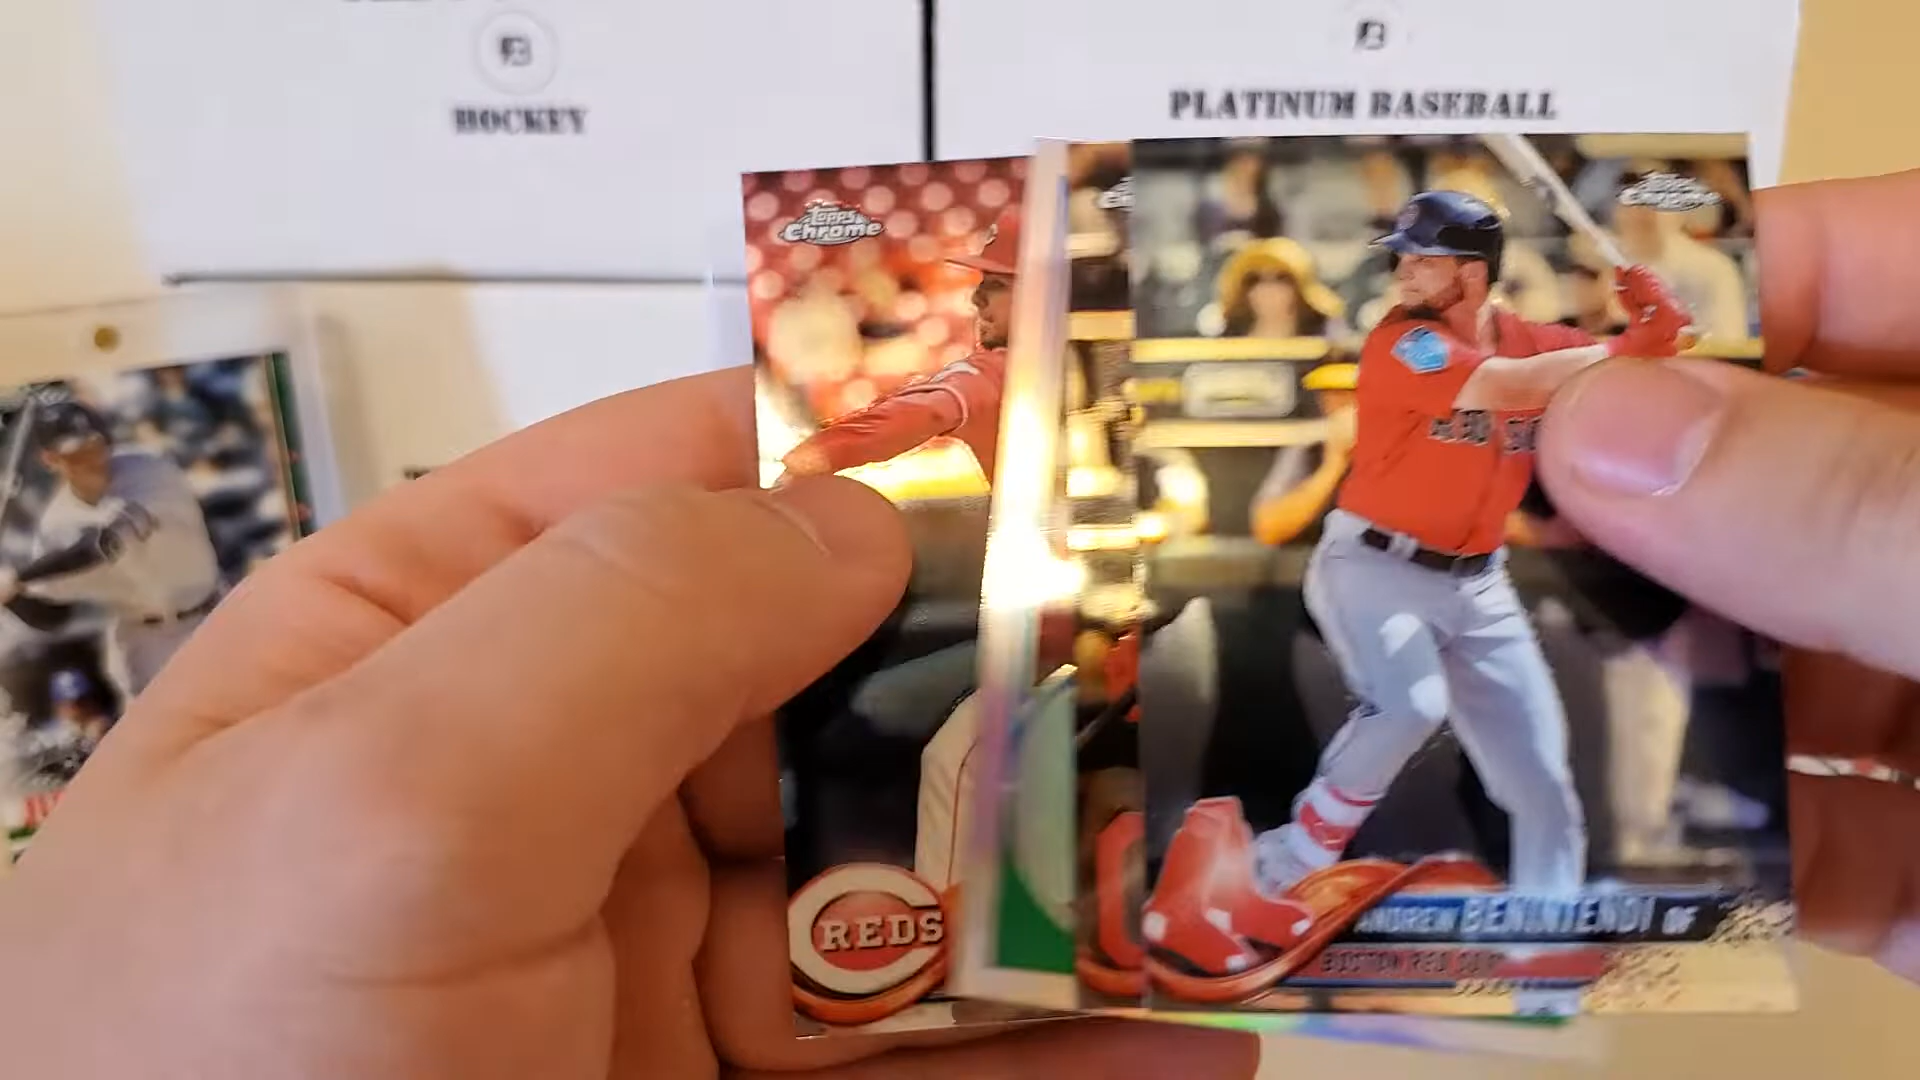 HOCKEY
PLATINUM BASEBALL
Topps
Chrome
Topps
Chrome
REDS
ANDREW BENINTENDI OF
BOSTON RED SOX